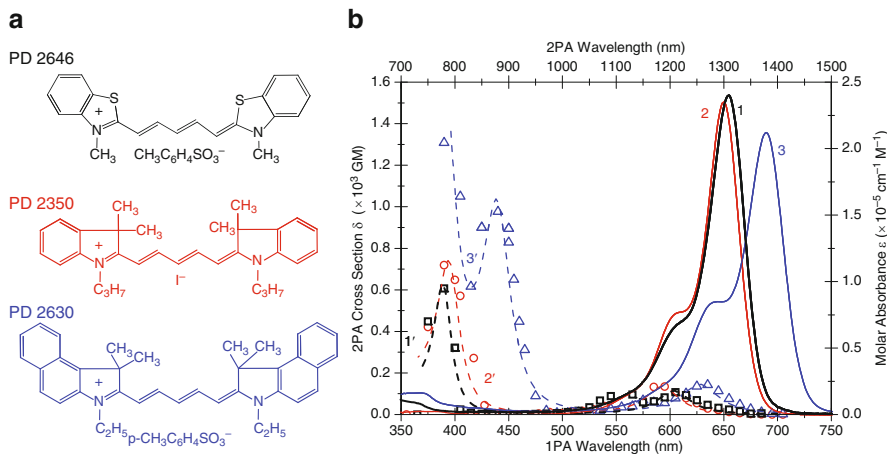 a
PD 2646
S
S
+
N
N
CH₃
CH₃C₆H₄SO₃⁻
CH₃
PD 2350
CH₃
CH₃
H₃C
CH₃
+
N
N
C₃H₇
I⁻
C₃H₇
PD 2630
CH₃
CH₃
H₃C
CH₃
+
N
N
C₂H₅
p-CH₃C₆H₄SO₃⁻
C₂H₅
b
2PA Wavelength (nm)
700 800 900 1000 1100 1200 1300 1400 1500
2PA Cross Section δ (×10³ GM)
1.6
1.4
1.2
1.0
0.8
0.6
0.4
0.2
0.0
2.5
2.0
1.5
1.0
0.5
0.0
Molar Absorbance ε (×10⁻⁵ cm⁻¹ M⁻¹)
2
1
3
3′
1′
2′
350 400 450 500 550 600 650 700 750
1PA Wavelength (nm)